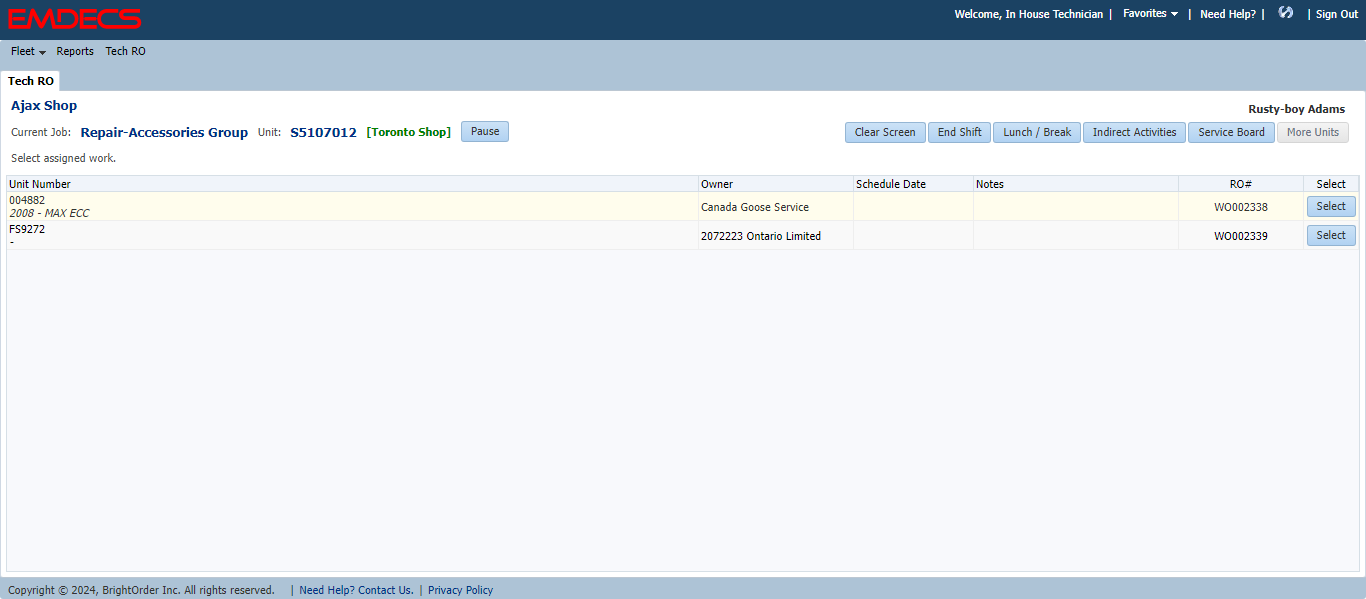 EMDECS
Welcome, In House Technician | Favorites | Need Help? | | Sign Out
Fleet Reports Tech RO
Tech RO
Ajax Shop
Rusty-boy Adams
Current Job: Repair-Accessories Group Unit: S5107012 [Toronto Shop] Pause
Clear Screen End Shift Lunch / Break Indirect Activities Service Board More Units
Select assigned work.
Unit Number Owner Schedule Date Notes RO# Select
004882
2008 - MAX ECC
Canada Goose Service WO002338 Select
FS9272
-
2072223 Ontario Limited WO002339 Select
Copyright © 2024, BrightOrder Inc. All rights reserved. | Need Help? Contact Us. | Privacy Policy